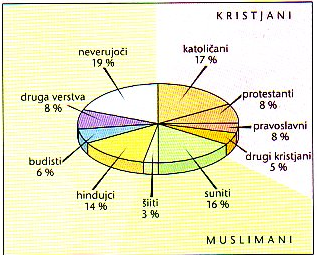 KRISTJANI
katoličani
17 %
protestanti
8 %
pravoslavni
8 %
drugi kristjani
5 %
suniti
16 %
šiiti
3 %
hindujci
14 %
budisti
6 %
druga verstva
8 %
neverujoči
19 %
MUSLIMANI